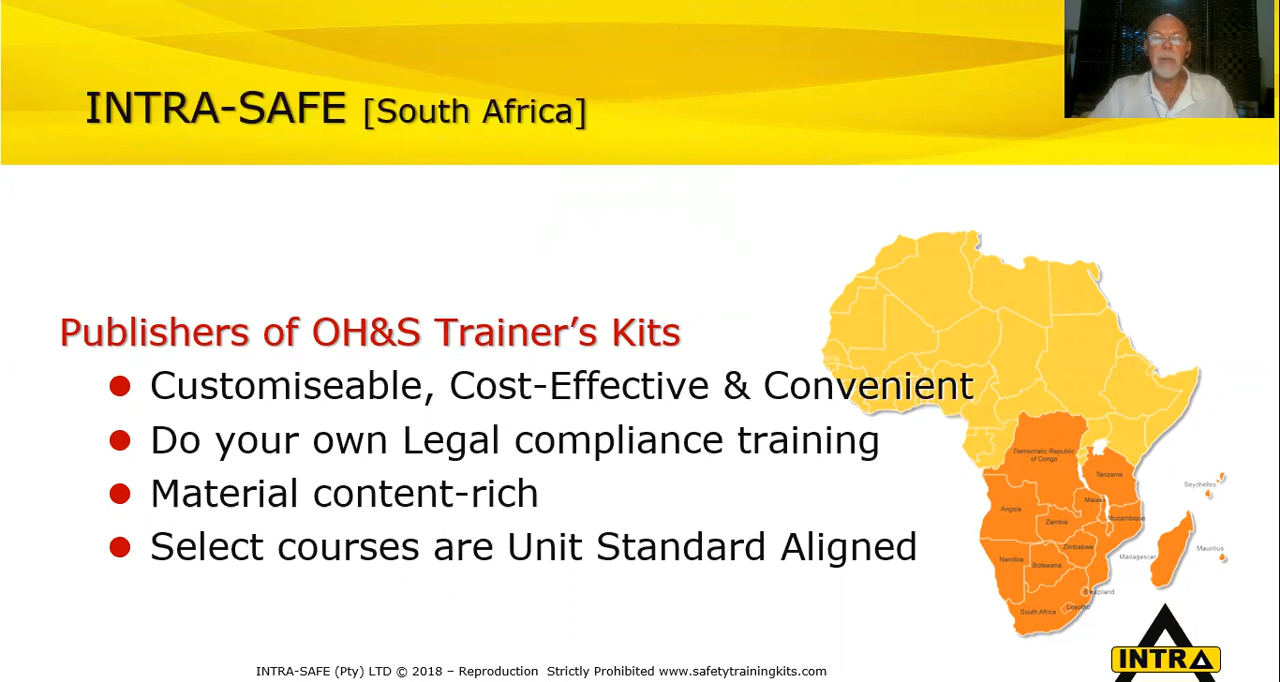 INTRA-SAFE [South Africa]
Publishers of OH&S Trainer's Kits
Customiseable, Cost-Effective & Convenient
Do your own Legal compliance training
Material content-rich
Select courses are Unit Standard Aligned
Democratic Republic
of Congo
Tanzania
Seychelles
Angola
Malawi
Zambia
Mozambique
Zimbabwe
Namibia
Botswana
Madagascar
Mauritius
Swaziland
South Africa
Lesotho
INTRA-SAFE (Pty) LTD © 2018 – Reproduction Strictly Prohibited www.safetytrainingkits.com
INTRA